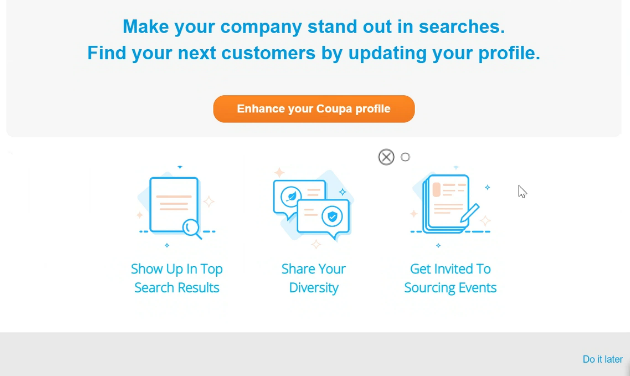 Make your company stand out in searches.
Find your next customers by updating your profile.
Enhance your Coupa profile
Show Up In Top
Search Results
Share Your
Diversity
Get Invited To
Sourcing Events
Do it later